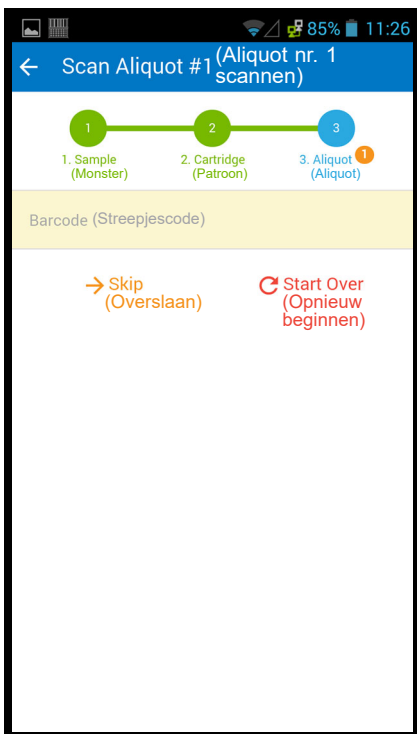 85% 11:26
Scan Aliquot #1 (Aliquot nr. 1
scannen)
1 2 3
1. Sample 2. Cartridge 3. Aliquot 1
(Monster) (Patroon) (Aliquot)
Barcode (Streepjescode)
Skip Start Over
(Overslaan) (Opnieuw
beginnen)